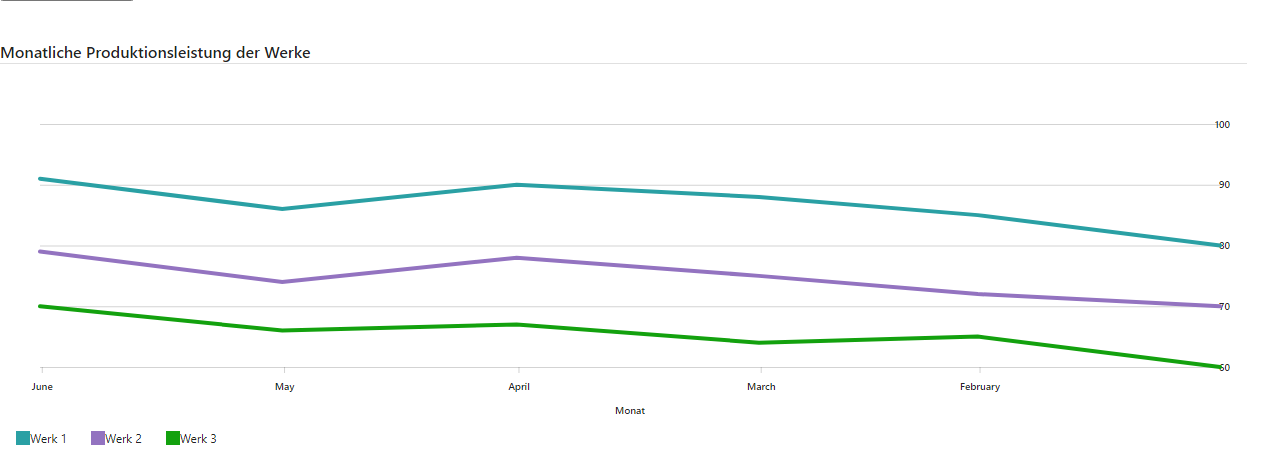 Monatliche Produktionsleistung der Werke
100
90
80
70
60
June May April March February
Monat
Werk 1 Werk 2 Werk 3